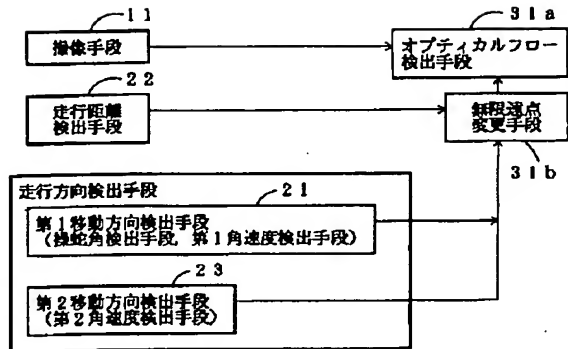 11
撮像手段
31a
オプティカルフロー
検出手段
22
走行距離
検出手段
無限遠点
変更手段
31b
走行方向検出手段
21
第1移動方向検出手段
(操蛇角検出手段,第1角速度検出手段)
23
第2移動方向検出手段
(第2角速度検出手段)